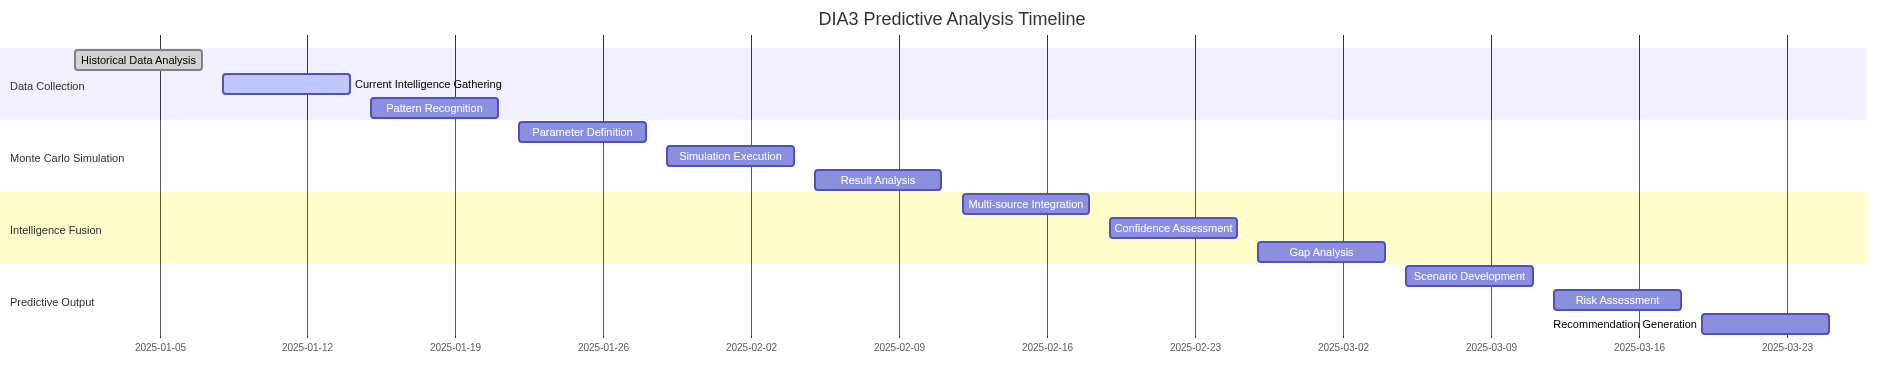 DIA3 Predictive Analysis Timeline
Historical Data Analysis
Data Collection
Current Intelligence Gathering
Pattern Recognition
Parameter Definition
Monte Carlo Simulation
Simulation Execution
Result Analysis
Multi-source Integration
Intelligence Fusion
Confidence Assessment
Gap Analysis
Scenario Development
Predictive Output
Risk Assessment
Recommendation Generation
2025-01-05
2025-01-12
2025-01-19
2025-01-26
2025-02-02
2025-02-09
2025-02-16
2025-02-23
2025-03-02
2025-03-09
2025-03-16
2025-03-23